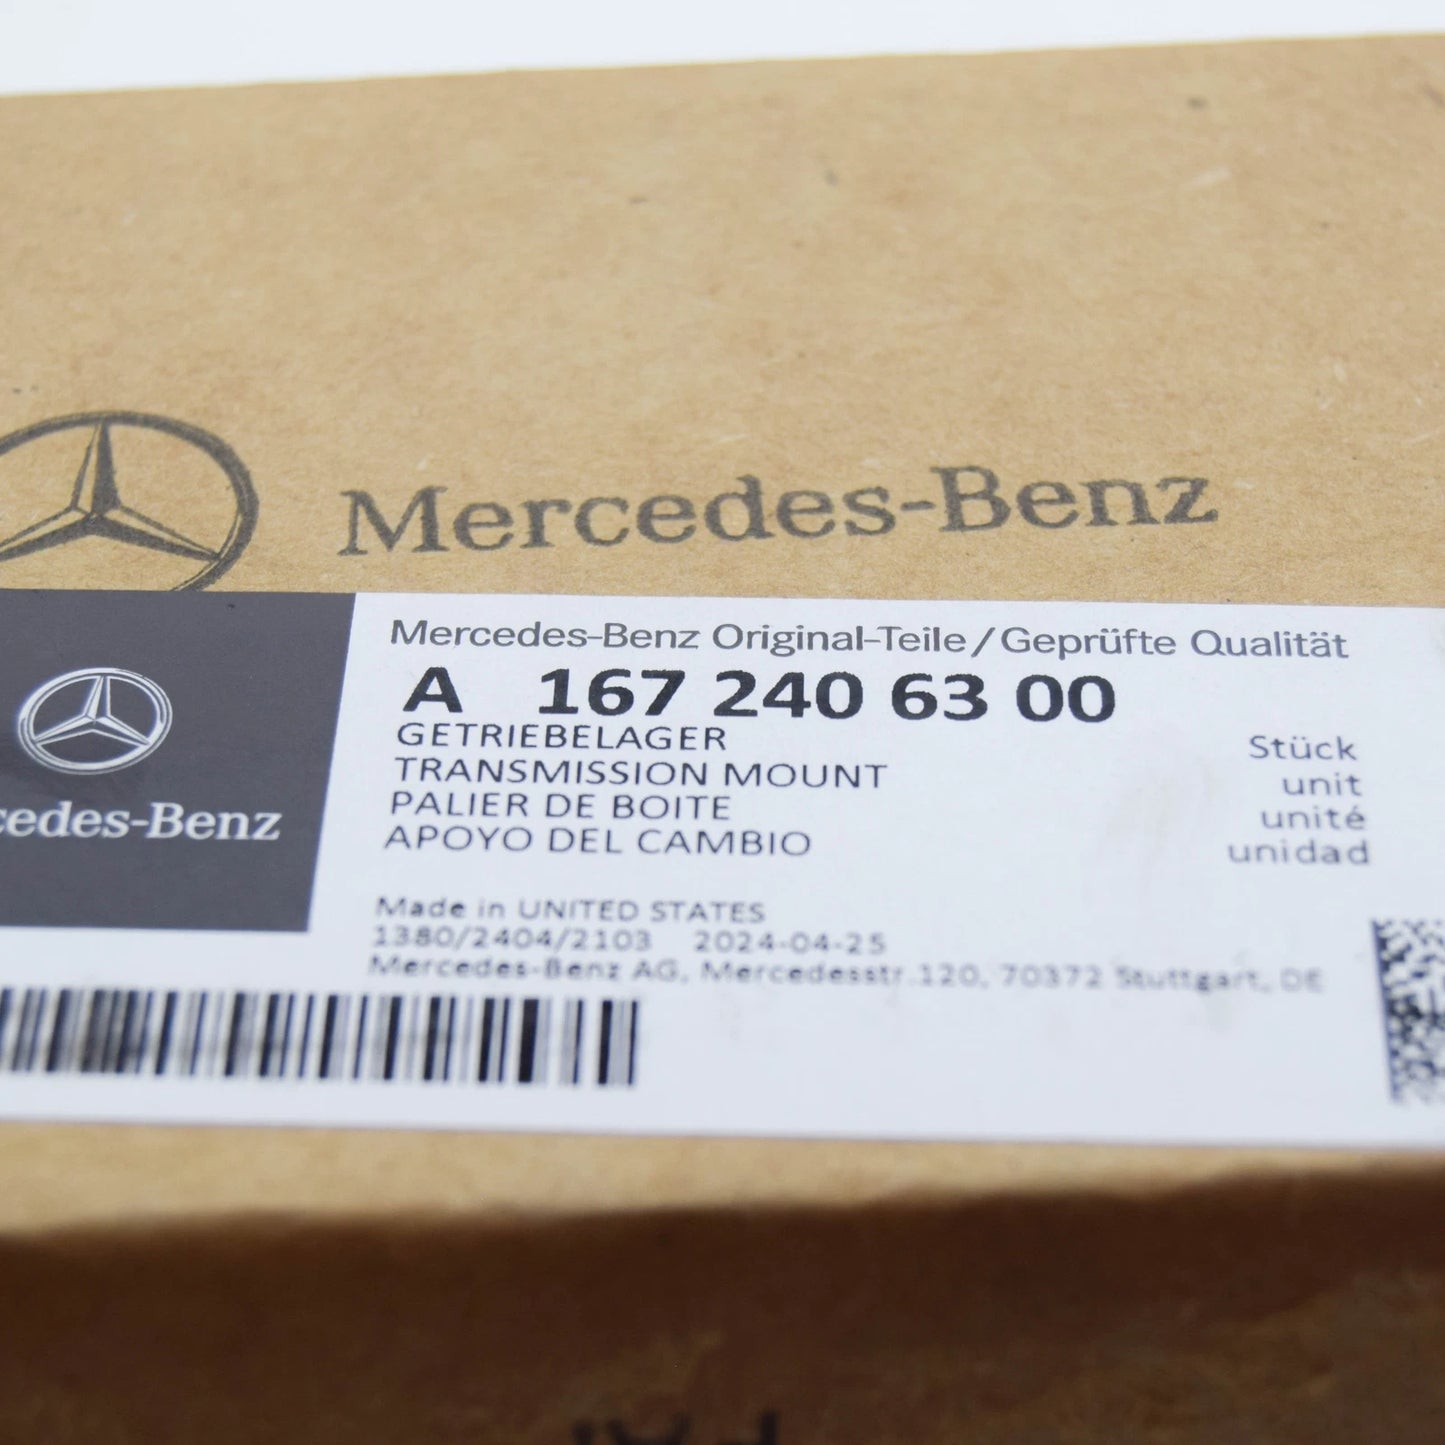 Mercedes-Benz
Mercedes-Benz Original-Teile/Geprüfte Qualität
A 167 240 63 00
GETRIEBELAGER
TRANSMISSION MOUNT
PALIER DE BOITE
APOYO DEL CAMBIO
Stück
unit
unité
unidad
cedes-Benz
Made in UNITED STATES
1380/2404/2103 2024-04-25
Mercedes-Benz AG, Mercedesstr.120, 70372 Stuttgart, DE